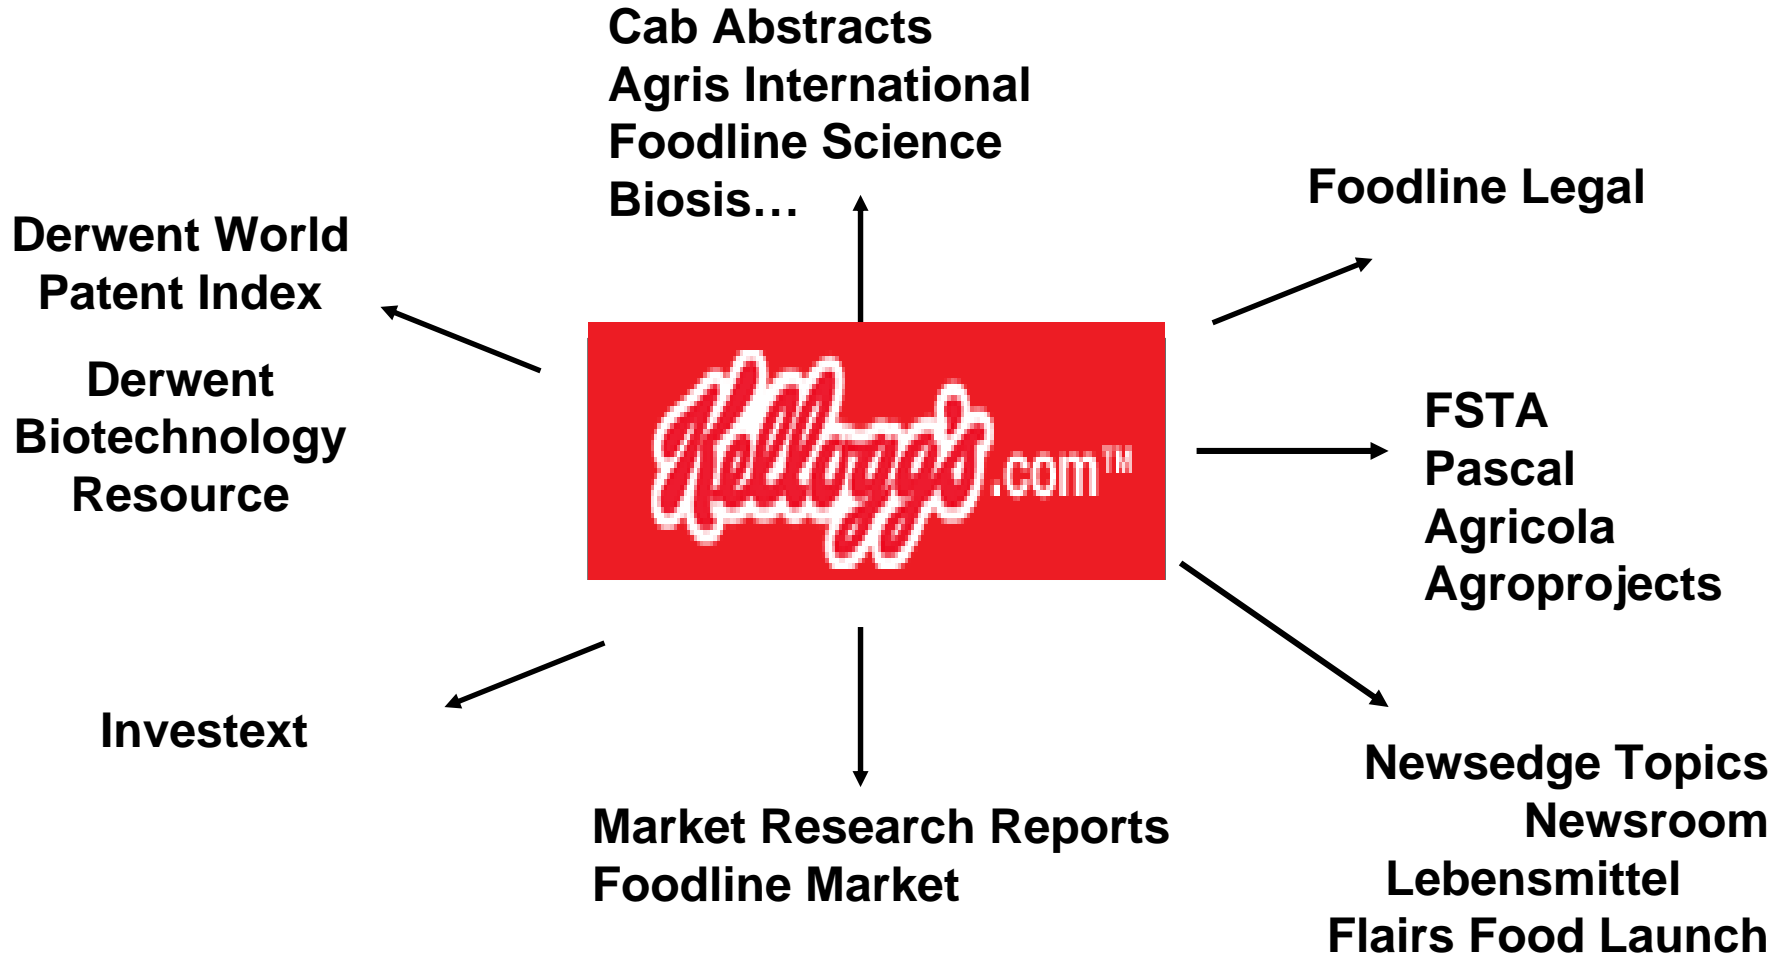 Cab Abstracts
Agris International
Foodline Science
Biosis…
Foodline Legal
Derwent World
Patent Index
Derwent
Biotechnology
Resource
Kellogg's.com™
FSTA
Pascal
Agricola
Agroprojects
Investext
Market Research Reports
Foodline Market
Newsedge Topics
Newsroom
Lebensmittel
Flairs Food Launch